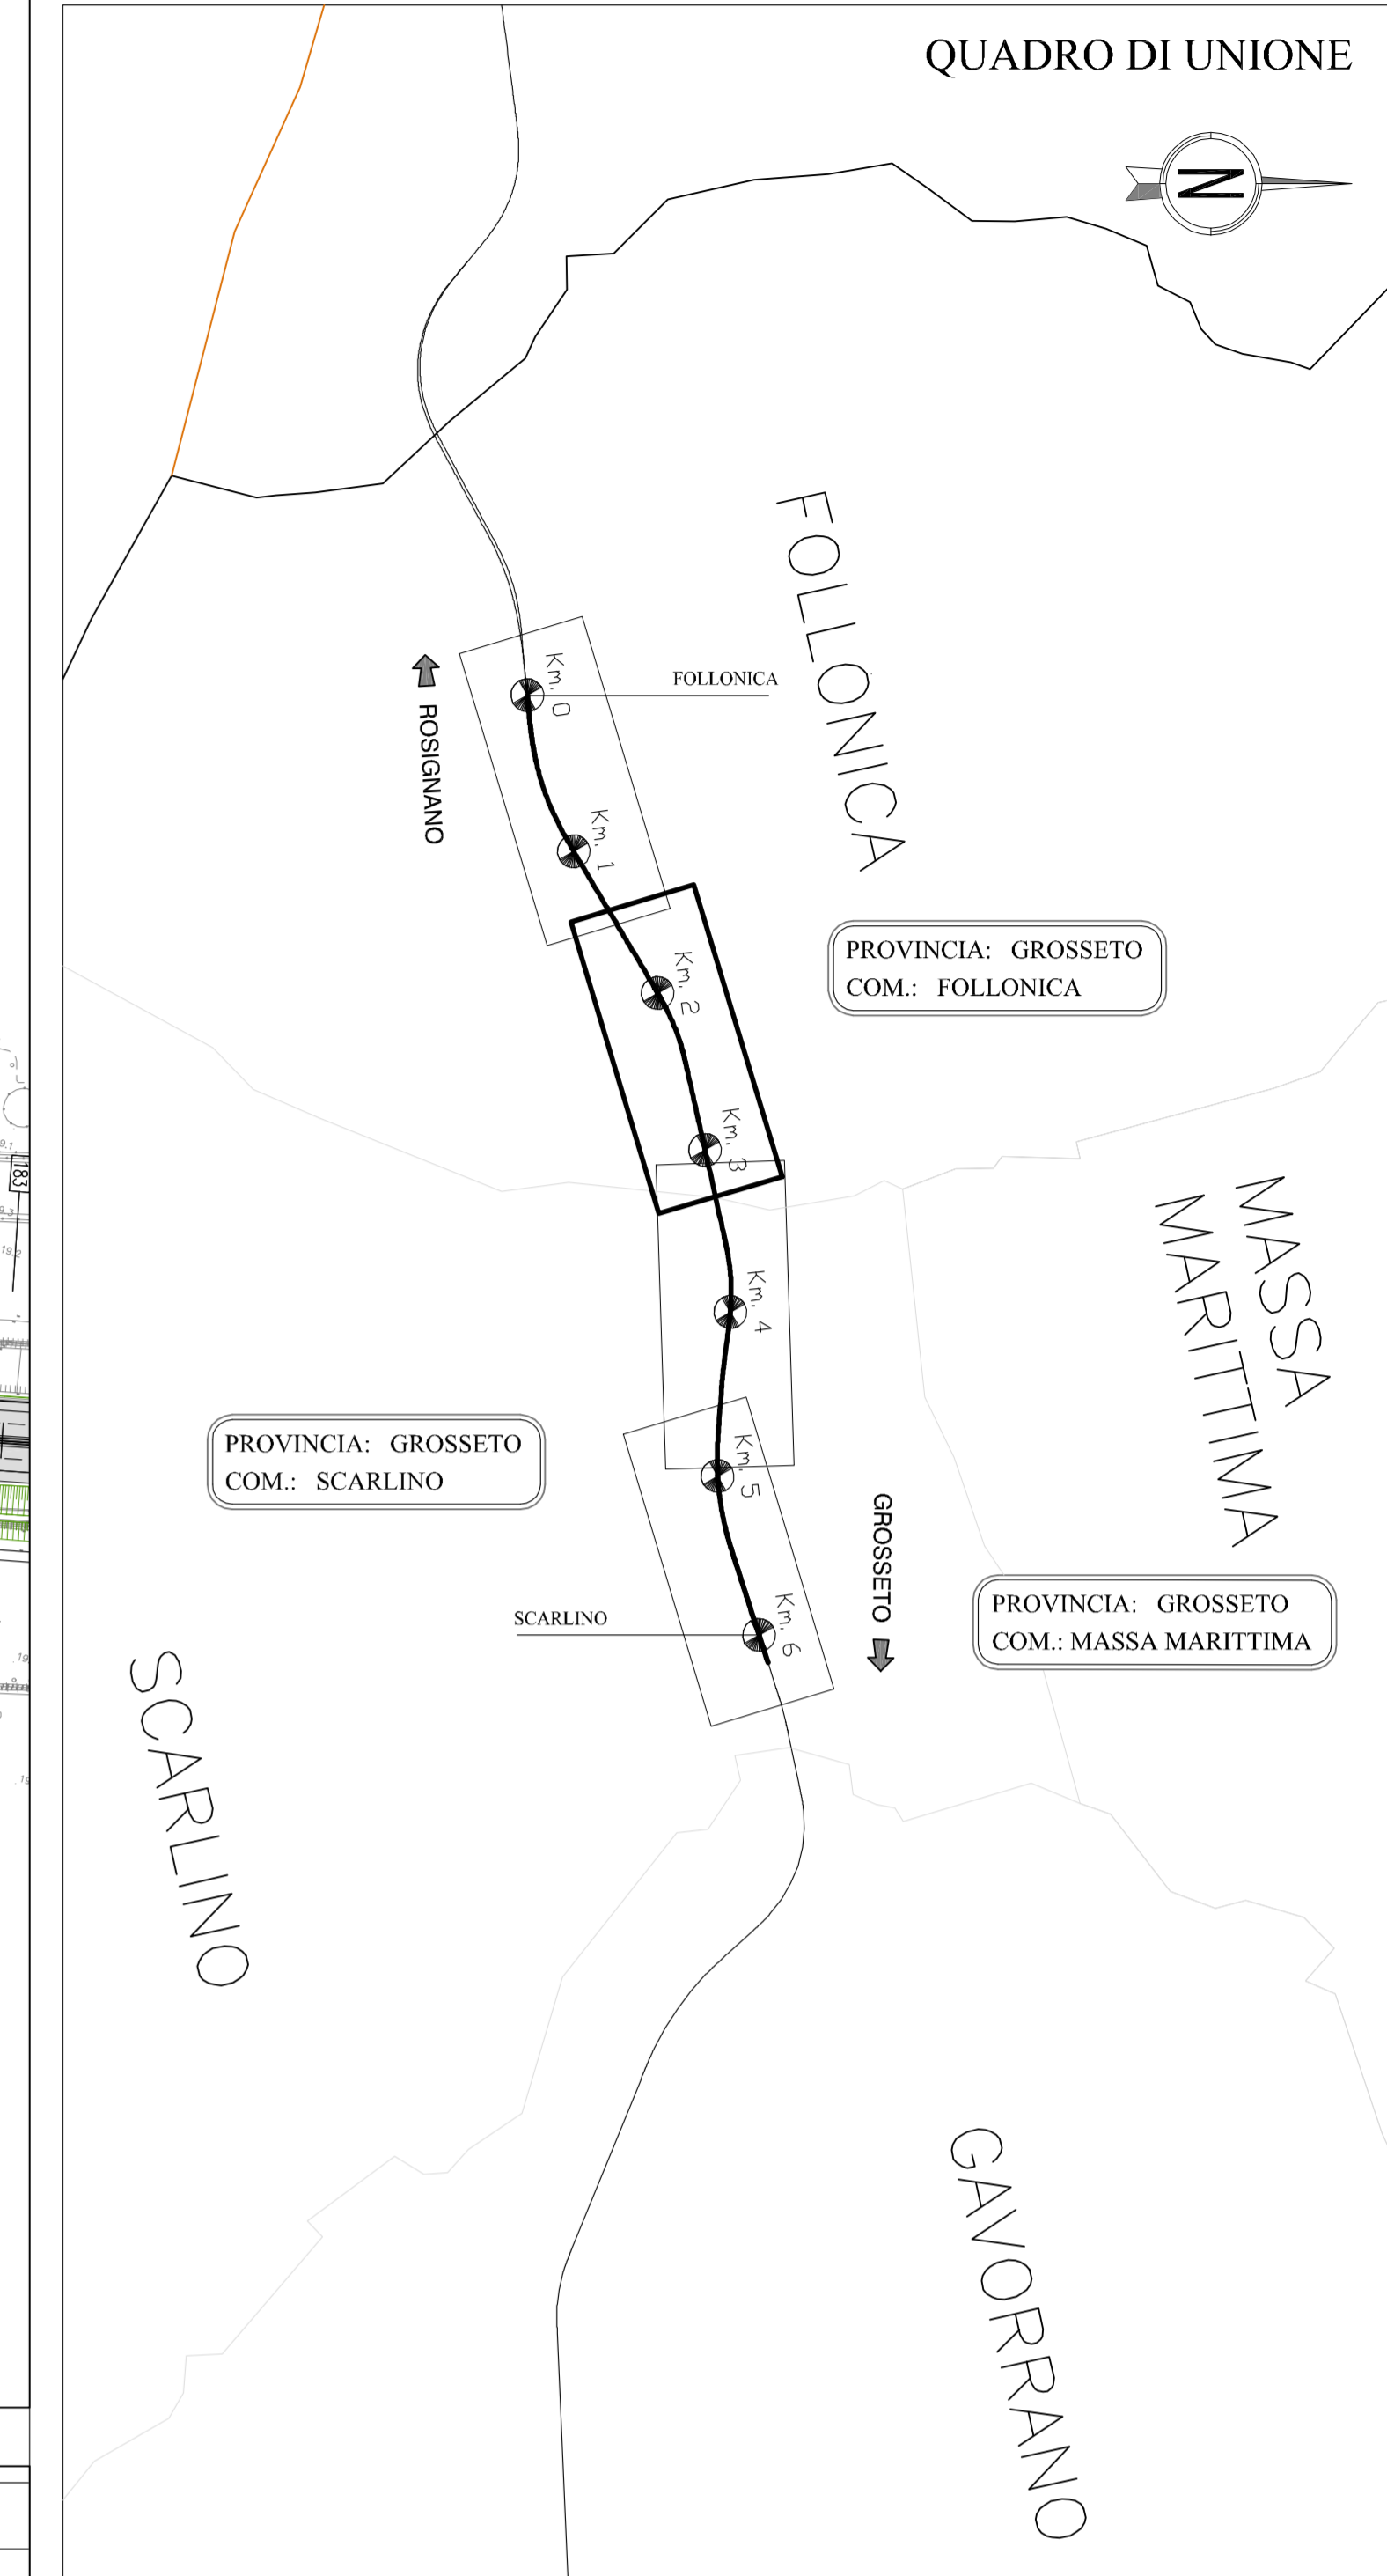 QUADRO DI UNIONE
N
FOLLONICA
FOLLONICA
Km. 0
ROSIGNANO
Km. 1
PROVINCIA: GROSSETO
COM.: FOLLONICA
Km. 2
Km. 3
183
19.2
MASSA
MARITTIMA
Km. 4
PROVINCIA: GROSSETO
COM.: SCARLINO
Km. 5
GROSSETO
PROVINCIA: GROSSETO
COM.: MASSA MARITTIMA
SCARLINO
Km. 6
SCARLINO
GAVORRANO